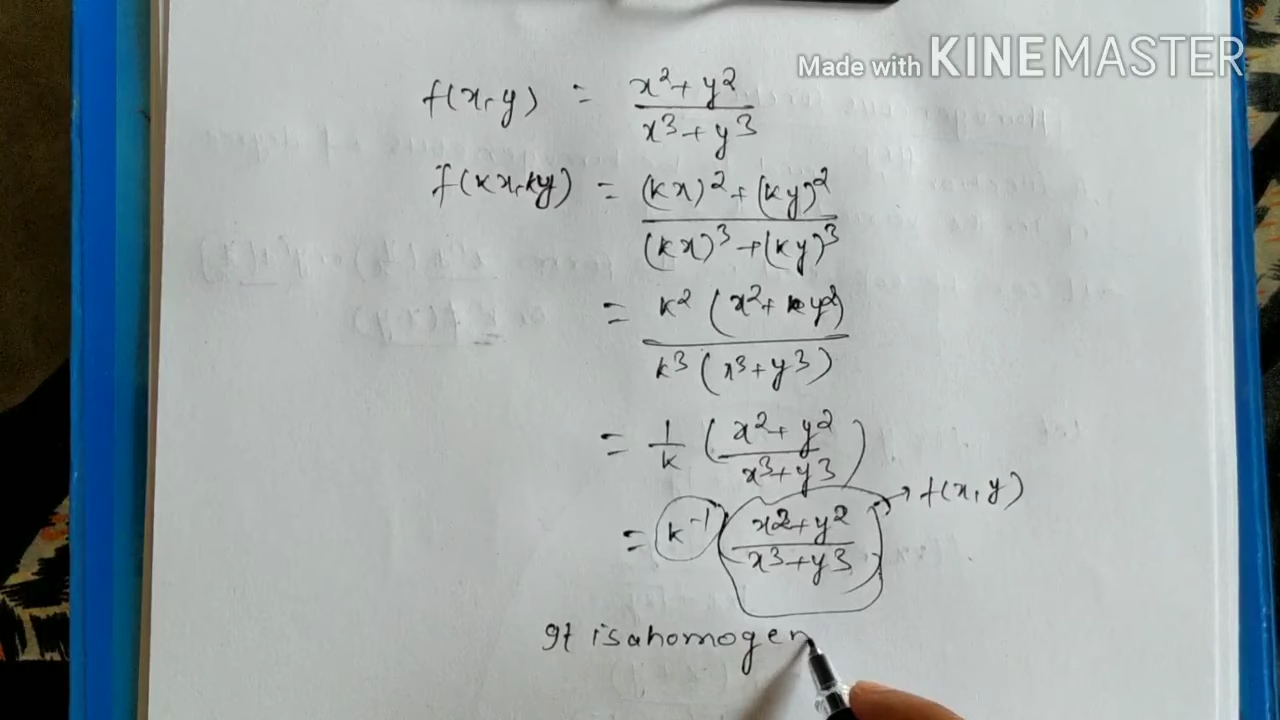 Made with KINEMASTER
f(x,y) = x²+y² / x³+y³
f(kx,ky) = (kx)²+(ky)² / (kx)³+(ky)³
= k²(x²+y²) / k³(x³+y³)
= 1/k (x²+y² / x³+y³)
= k⁻¹ (x²+y² / x³+y³) → f(x,y)
It is a homogen